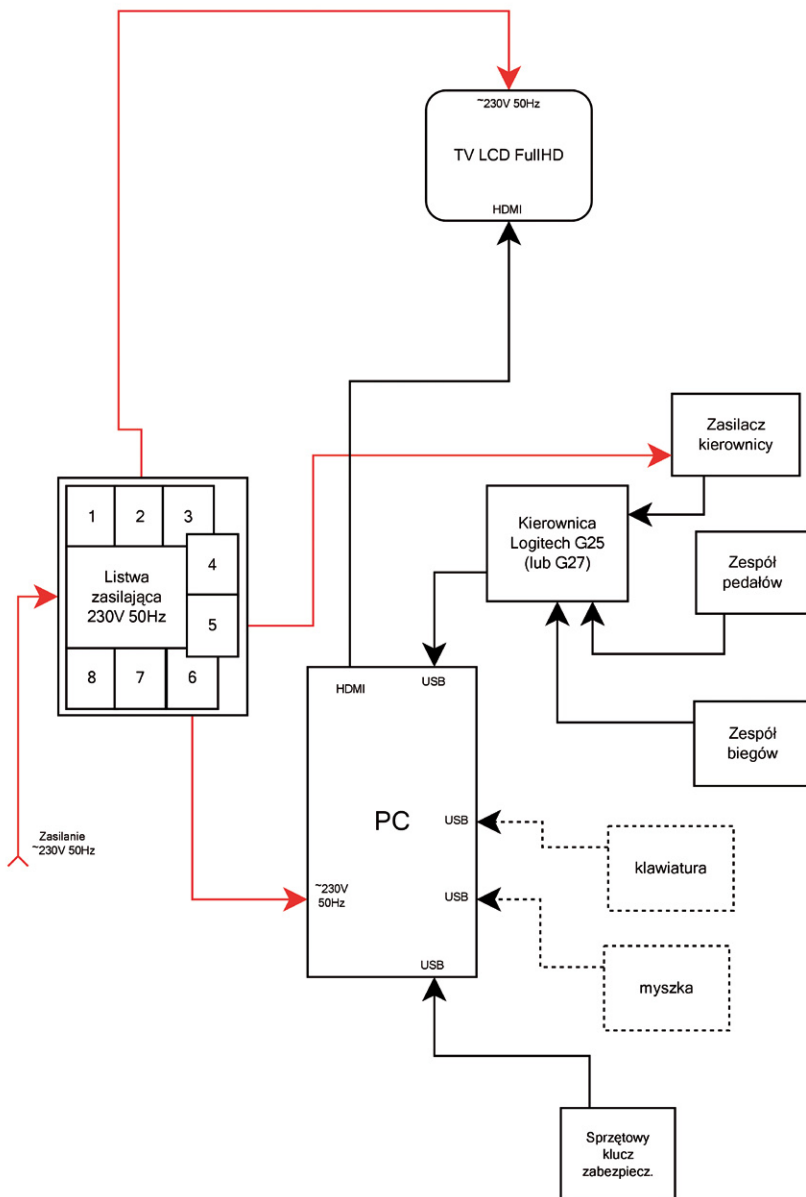 ~230V 50Hz
TV LCD FullHD
HDMI
Zasilacz
kierownicy
1 2 3
4
Listwa
zasilająca
230V 50Hz
5
8 7 6
Kierownica
Logitech G25
(lub G27)
Zespół
pedałów
HDMI
USB
Zespół
biegów
PC
USB
Zasilanie
~230V 50Hz
klawiatura
~230V
50Hz
USB
USB
myszka
Sprzętowy
klucz
zabezpiecz.